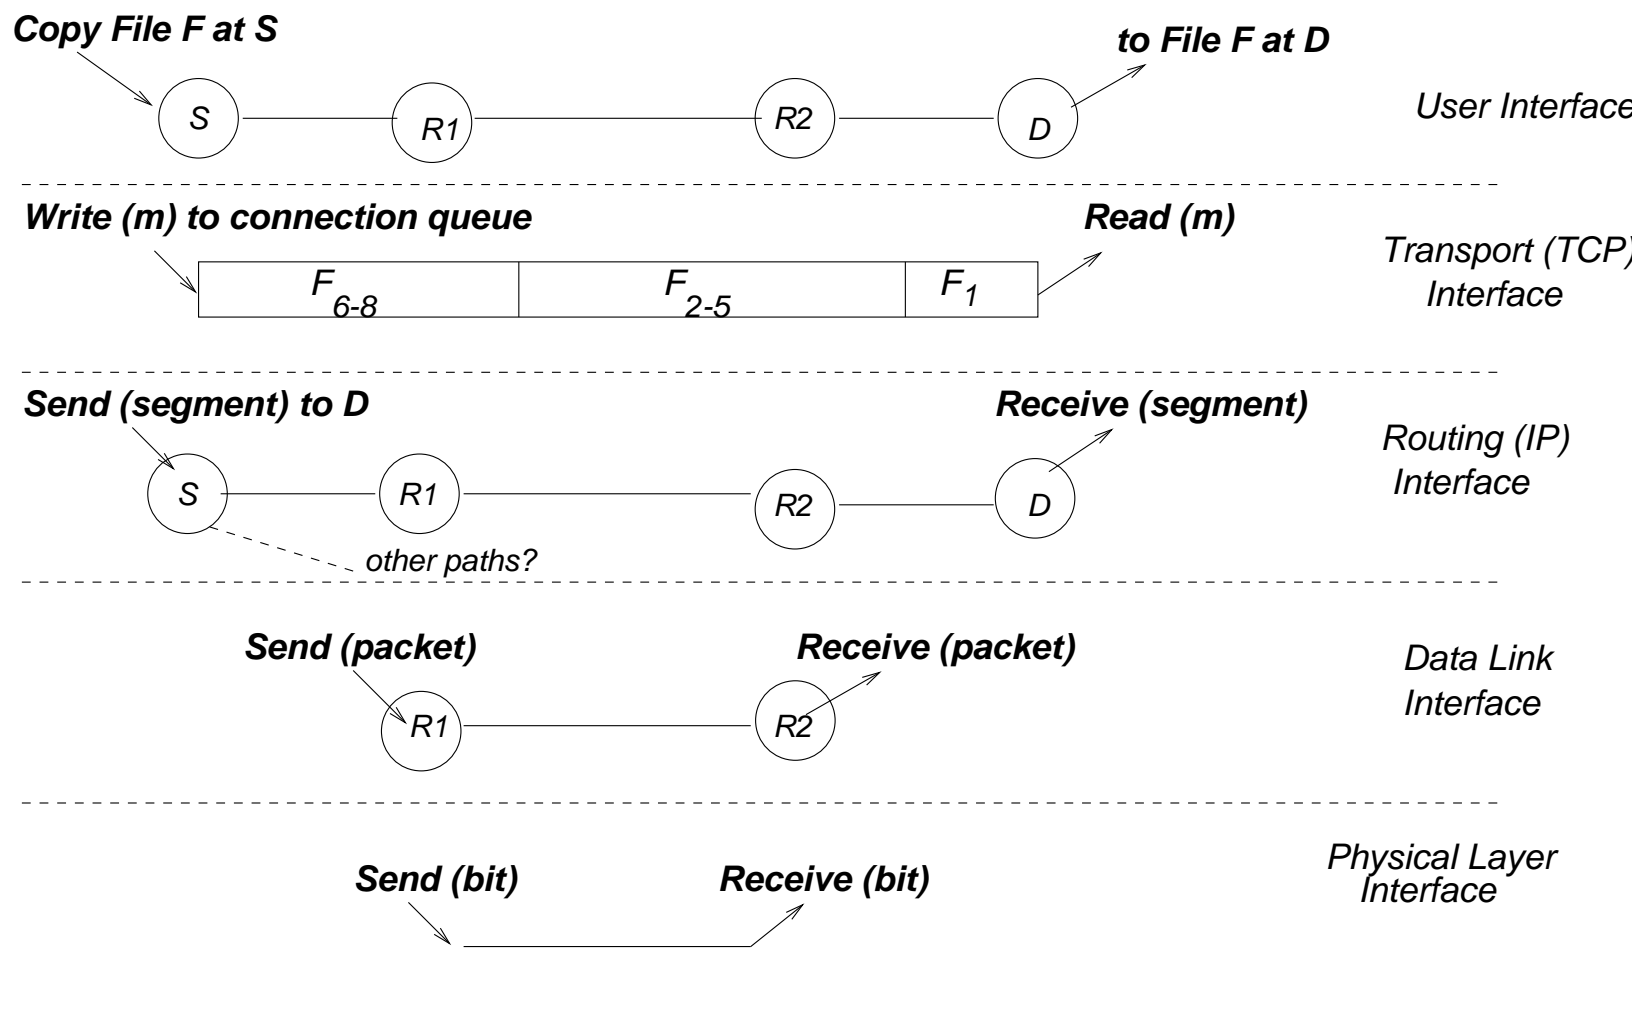 Copy File F at S
to File F at D
S
R1
R2
D
User Interface
Write (m) to connection queue
Read (m)
Transport (TCP)
Interface
F6-8
F2-5
F1
Send (segment) to D
Receive (segment)
Routing (IP)
Interface
S
R1
R2
D
other paths?
Send (packet)
Receive (packet)
Data Link
Interface
R1
R2
Physical Layer
Interface
Send (bit)
Receive (bit)